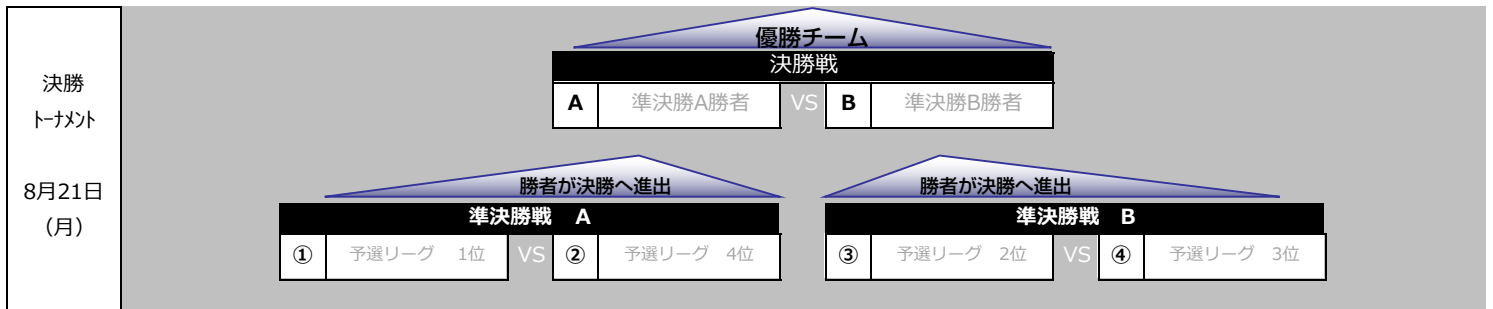 決勝
トーナメント
8月21日
（月）
優勝チーム
決勝戦
A 準決勝A勝者 VS B 準決勝B勝者
勝者が決勝へ進出 勝者が決勝へ進出
準決勝戦　A 準決勝戦　B
① 予選リーグ　1位 VS ② 予選リーグ　4位 ③ 予選リーグ　2位 VS ④ 予選リーグ　3位